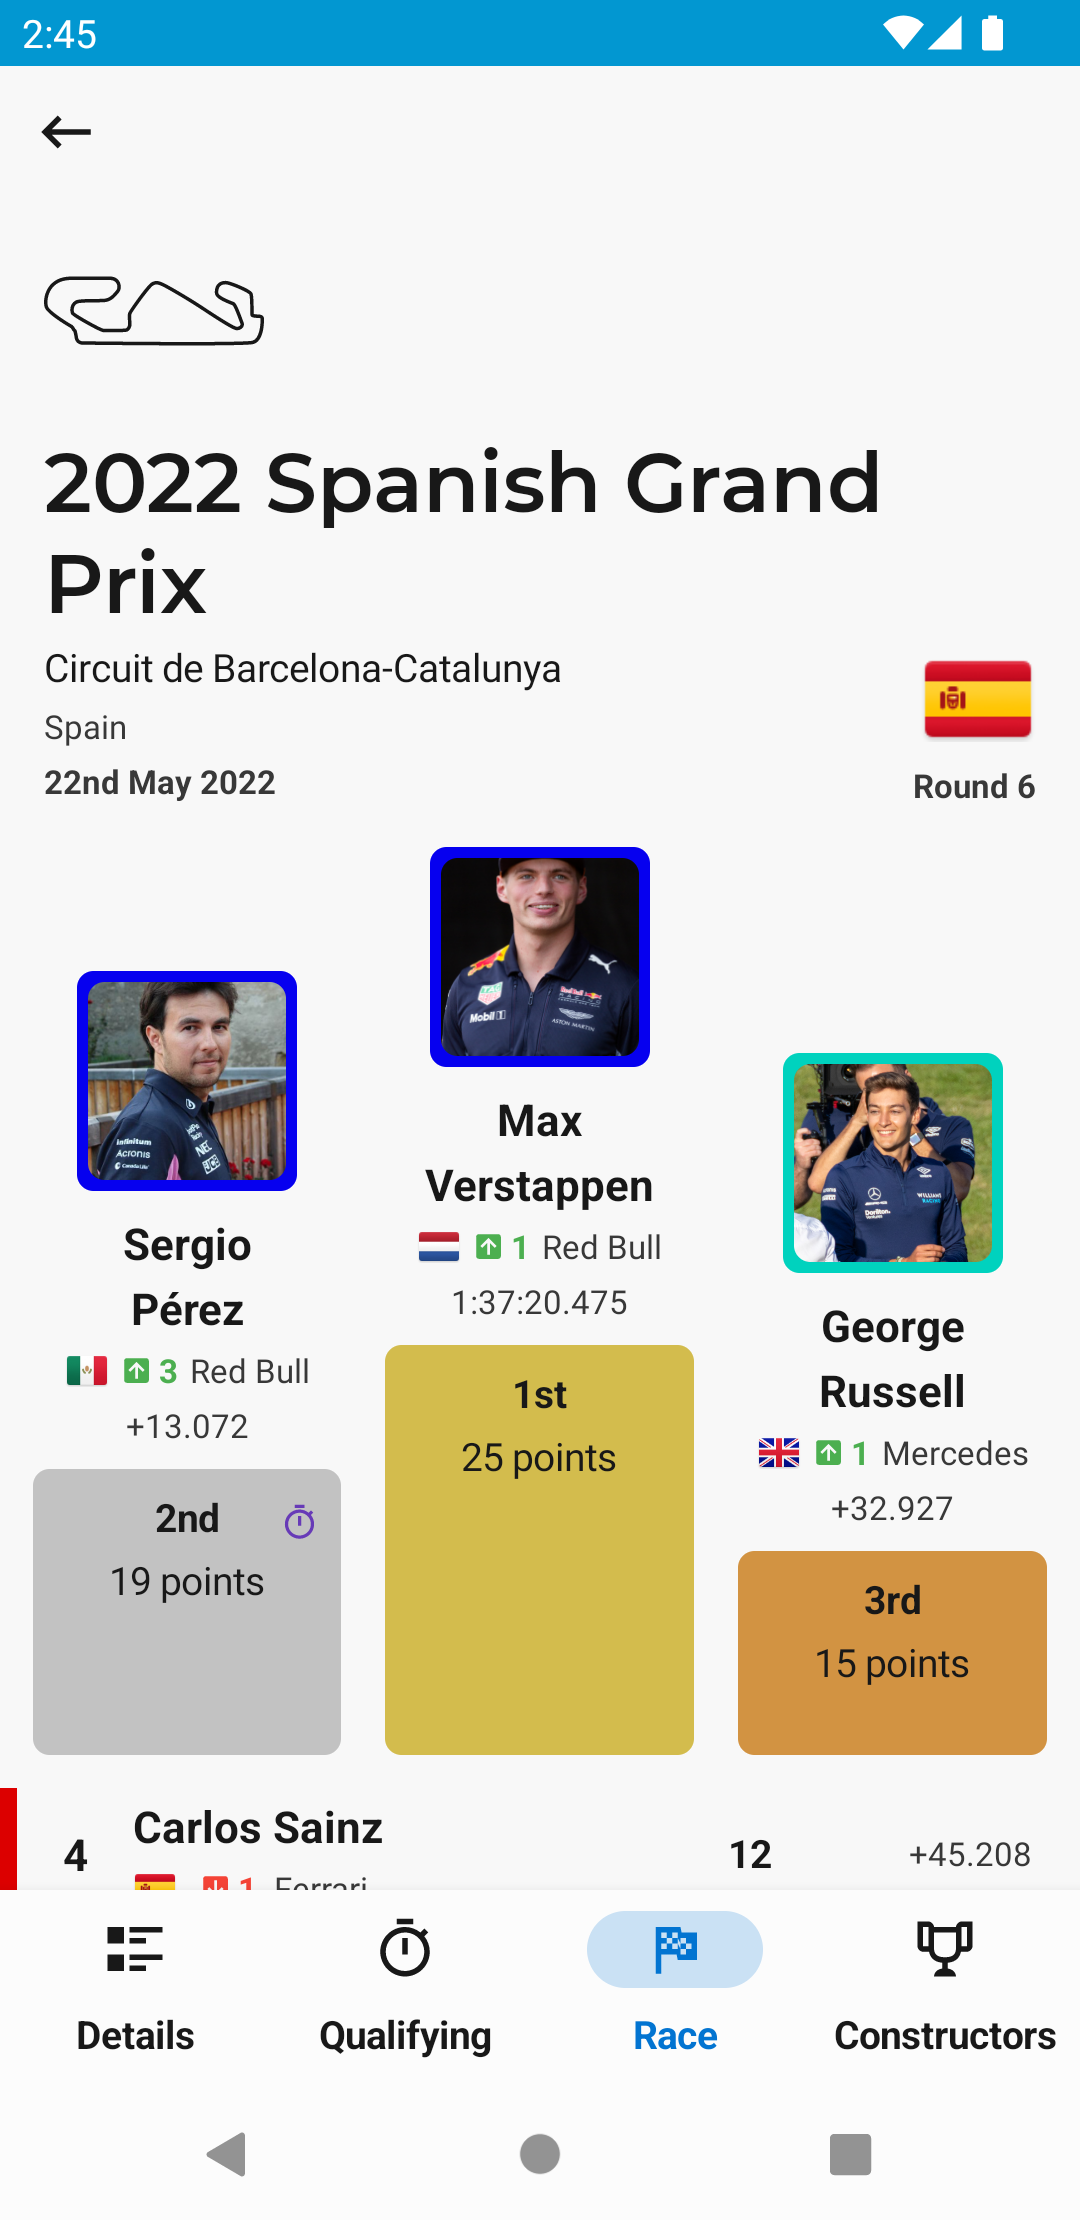 2:45
2022 Spanish Grand
Prix
Circuit de Barcelona-Catalunya
Spain
22nd May 2022
Round 6
Max
Verstappen
1 Red Bull
1:37:20.475
1st
25 points
Sergio
Pérez
3 Red Bull
+13.072
2nd
19 points
George
Russell
1 Mercedes
+32.927
3rd
15 points
4
Carlos Sainz
1 Ferrari
12
+45.208
Details
Qualifying
Race
Constructors